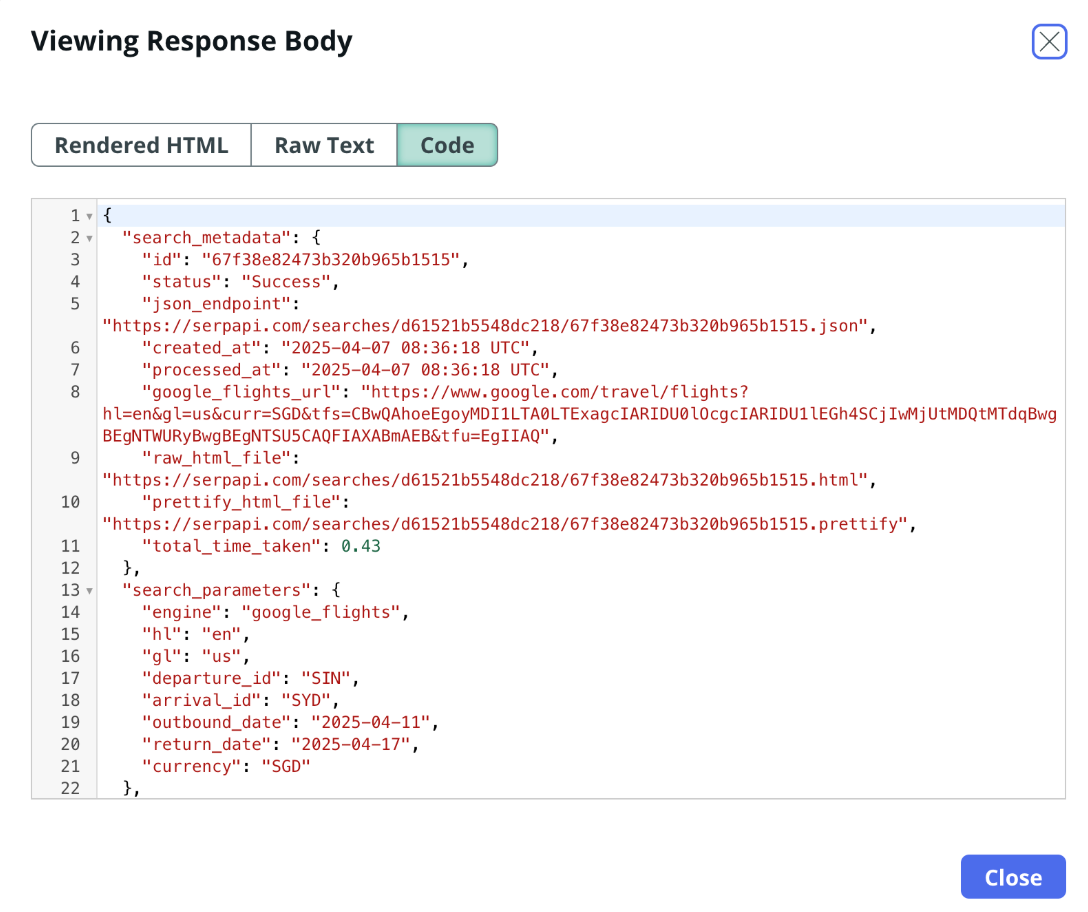 Viewing Response Body
Rendered HTML Raw Text Code
1 {
2 "search_metadata": {
3 "id": "67f38e82473b320b965b1515",
4 "status": "Success",
5 "json_endpoint":
"https://serpapi.com/searches/d61521b5548dc218/67f38e82473b320b965b1515.json",
6 "created_at": "2025-04-07 08:36:18 UTC",
7 "processed_at": "2025-04-07 08:36:18 UTC",
8 "google_flights_url": "https://www.google.com/travel/flights?
hl=en&gl=us&curr=SGD&tfs=CBwQAhoeEgoyMDI1LTA0LTExagcIARIDU0lOcgcIARIDU1lEGh4SCjIwMjUtMDQtMTdqBwg
BEgNTWURyBwgBEgNTSU5CAQFIAXABmAEB&tfu=EgIIAQ",
9 "raw_html_file":
"https://serpapi.com/searches/d61521b5548dc218/67f38e82473b320b965b1515.html",
10 "prettify_html_file":
"https://serpapi.com/searches/d61521b5548dc218/67f38e82473b320b965b1515.prettify",
11 "total_time_taken": 0.43
12 },
13 "search_parameters": {
14 "engine": "google_flights",
15 "hl": "en",
16 "gl": "us",
17 "departure_id": "SIN",
18 "arrival_id": "SYD",
19 "outbound_date": "2025-04-11",
20 "return_date": "2025-04-17",
21 "currency": "SGD"
22 },
Close